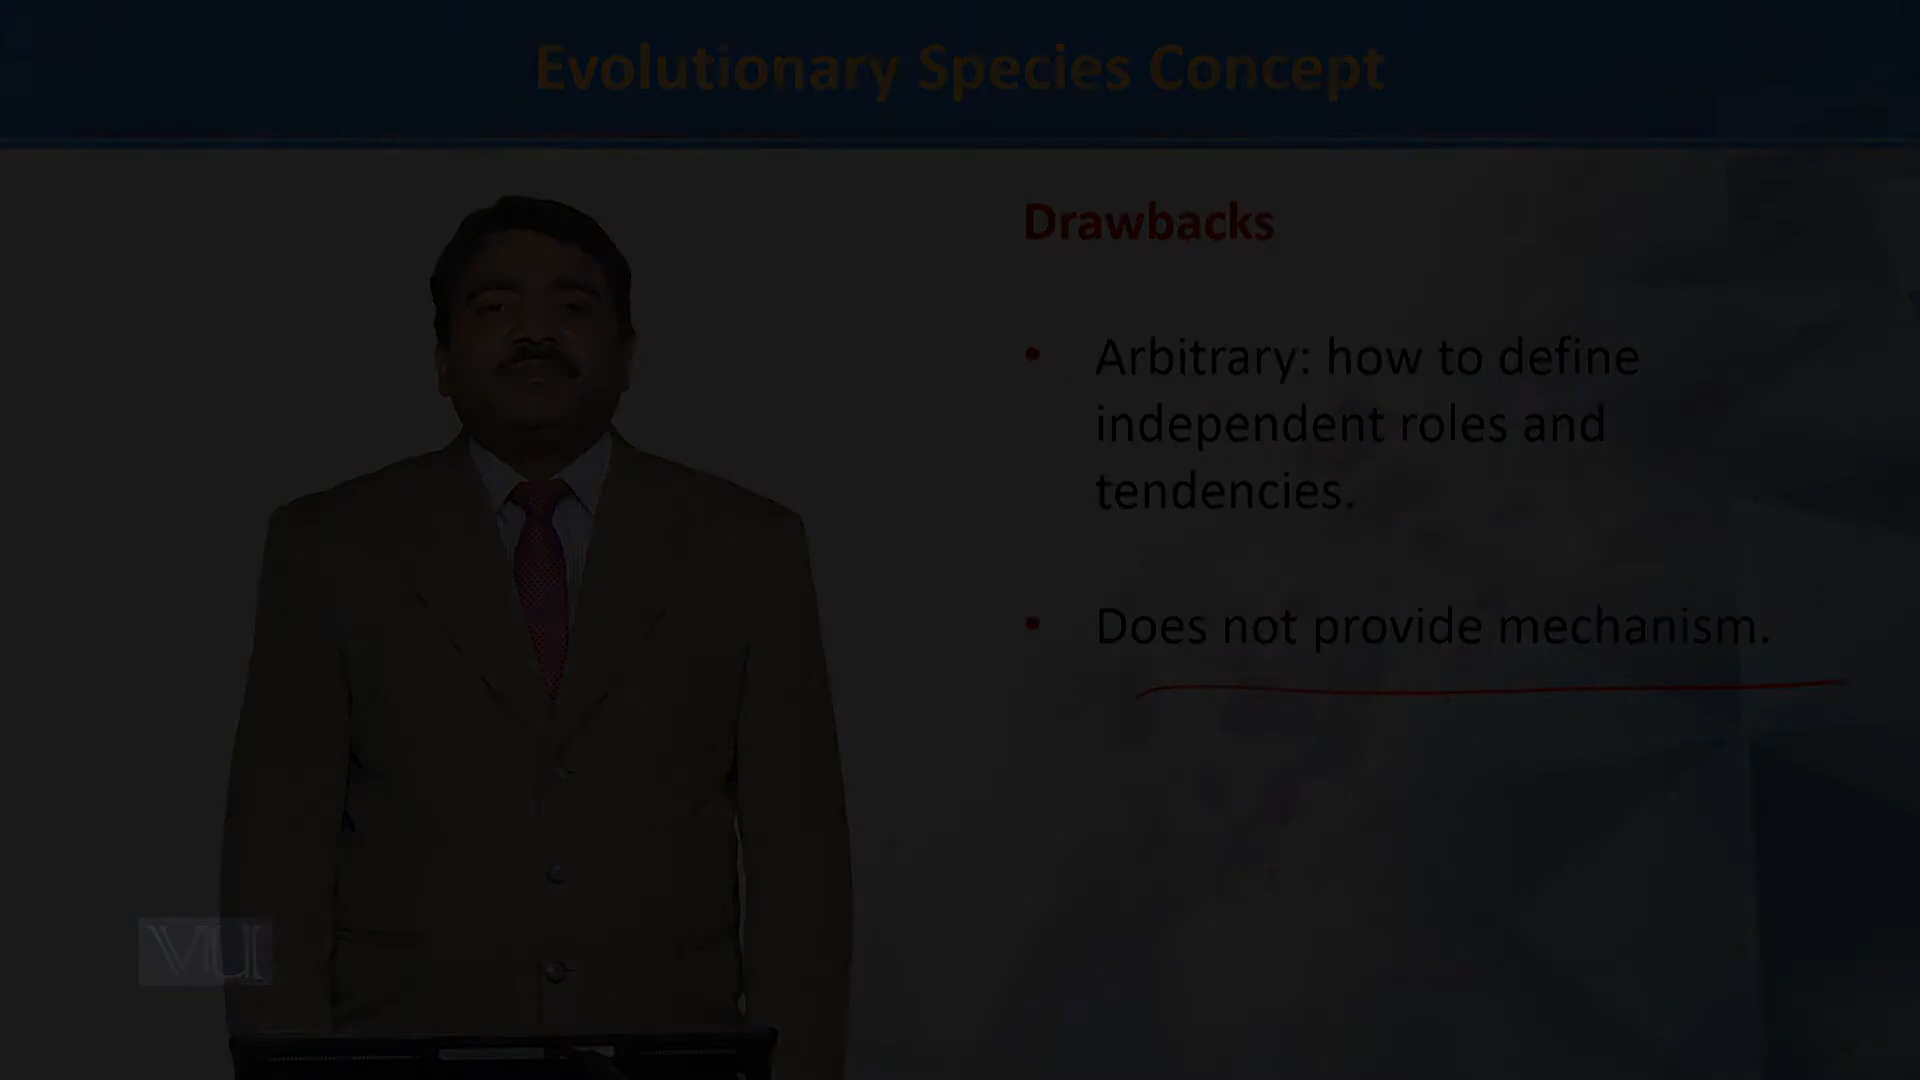 Evolutionary Species Concept
Drawbacks
• Arbitrary: how to define
independent roles and
tendencies.
• Does not provide mechanism.
VU